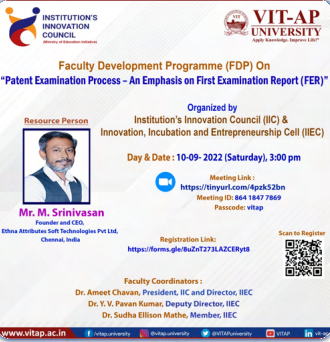 INSTITUTION'S
INNOVATION
COUNCIL
(Ministry of Education Initiative)
VIT-AP
UNIVERSITY
Apply Knowledge. Improve Life!
Faculty Development Programme (FDP) On
"Patent Examination Process – An Emphasis on First Examination Report (FER)"
Resource Person
Mr. M. Srinivasan
Founder and CEO,
Ethna Attributes Soft Technologies Pvt Ltd,
Chennai, India
Organized by
Institution's Innovation Council (IIC) &
Innovation, Incubation and Entrepreneurship Cell (IIEC)
Day & Date : 10-09- 2022 (Saturday), 3:00 pm
Meeting Link :
https://tinyurl.com/4pzk52bn
Meeting ID: 864 1847 7869
Passcode: vitap
Scan to Register
Registration Link:
https://forms.gle/8uZnT273LAZCERyt8
Faculty Coordinators :
Dr. Ameet Chavan, President, IIC and Director, IIEC
Dr. Y. V. Pavan Kumar, Deputy Director, IIEC
Dr. Sudha Ellison Mathe, Member, IIEC
www.vitap.ac.in
/vitap.university
@vitap.university
@VITAPuniversity
VITAP University